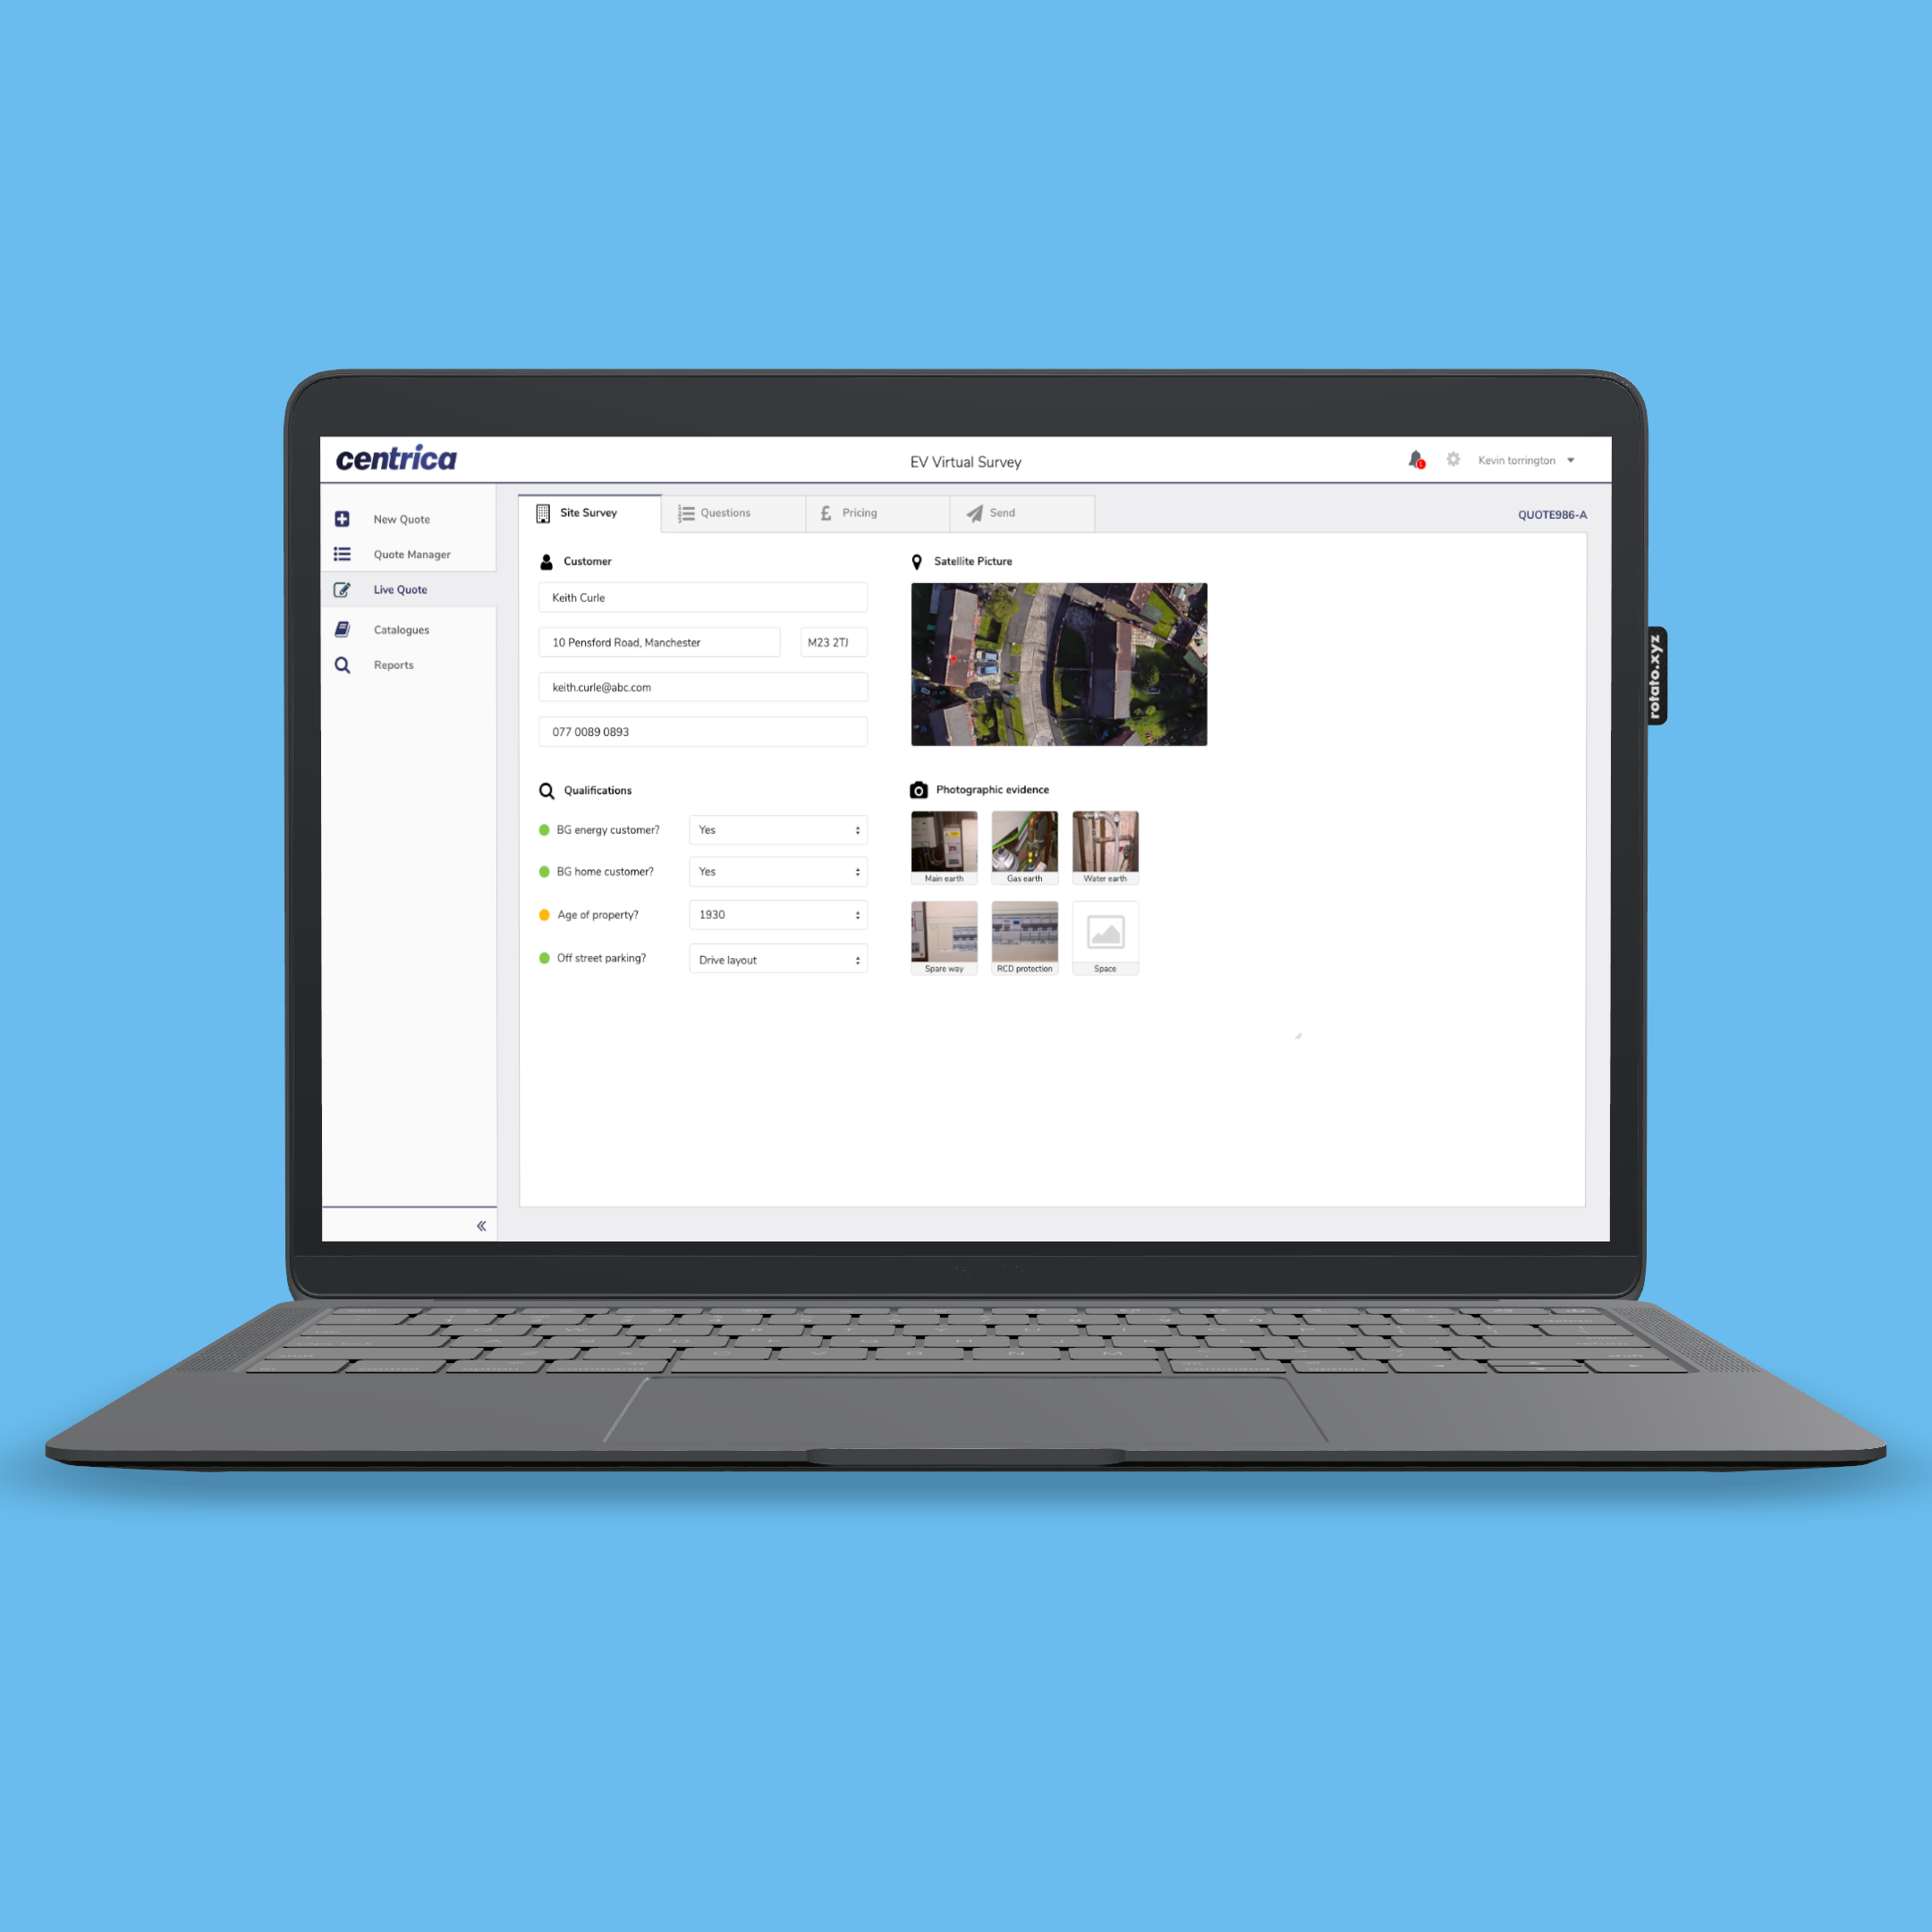 centrica
EV Virtual Survey
1
Kevin torrington
New Quote
Quote Manager
Live Quote
Catalogues
Reports
Site Survey
Questions
£ Pricing
Send
QUOTE986-A
Customer
Keith Curle
10 Pensford Road, Manchester
M23 2TJ
keith.curle@abc.com
077 0089 0893
Satellite Picture
Qualifications
BG energy customer?
Yes
BG home customer?
Yes
Age of property?
1930
Off street parking?
Drive layout
Photographic evidence
Main earth
Gas earth
Water earth
Spare way
RCD protection
Space
rotato.xyz